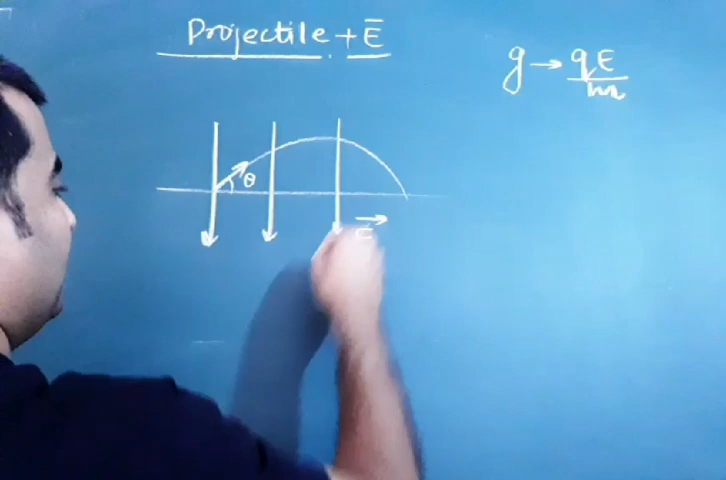 Projectile + E̅
g → qE/m
θ
E⃗